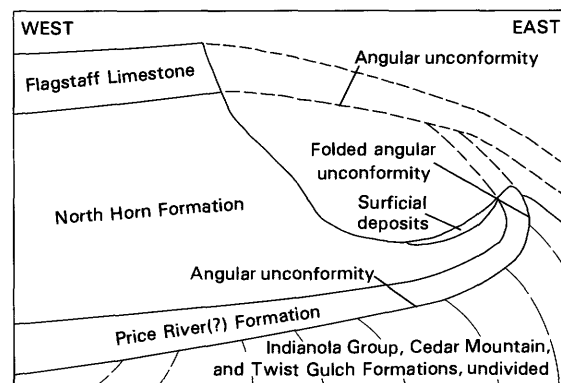 WEST
EAST
Angular unconformity
Flagstaff Limestone
Folded angular
unconformity
Surficial
deposits
North Horn Formation
Angular unconformity
Price River(?) Formation
Indianola Group, Cedar Mountain,
and Twist Gulch Formations, undivided